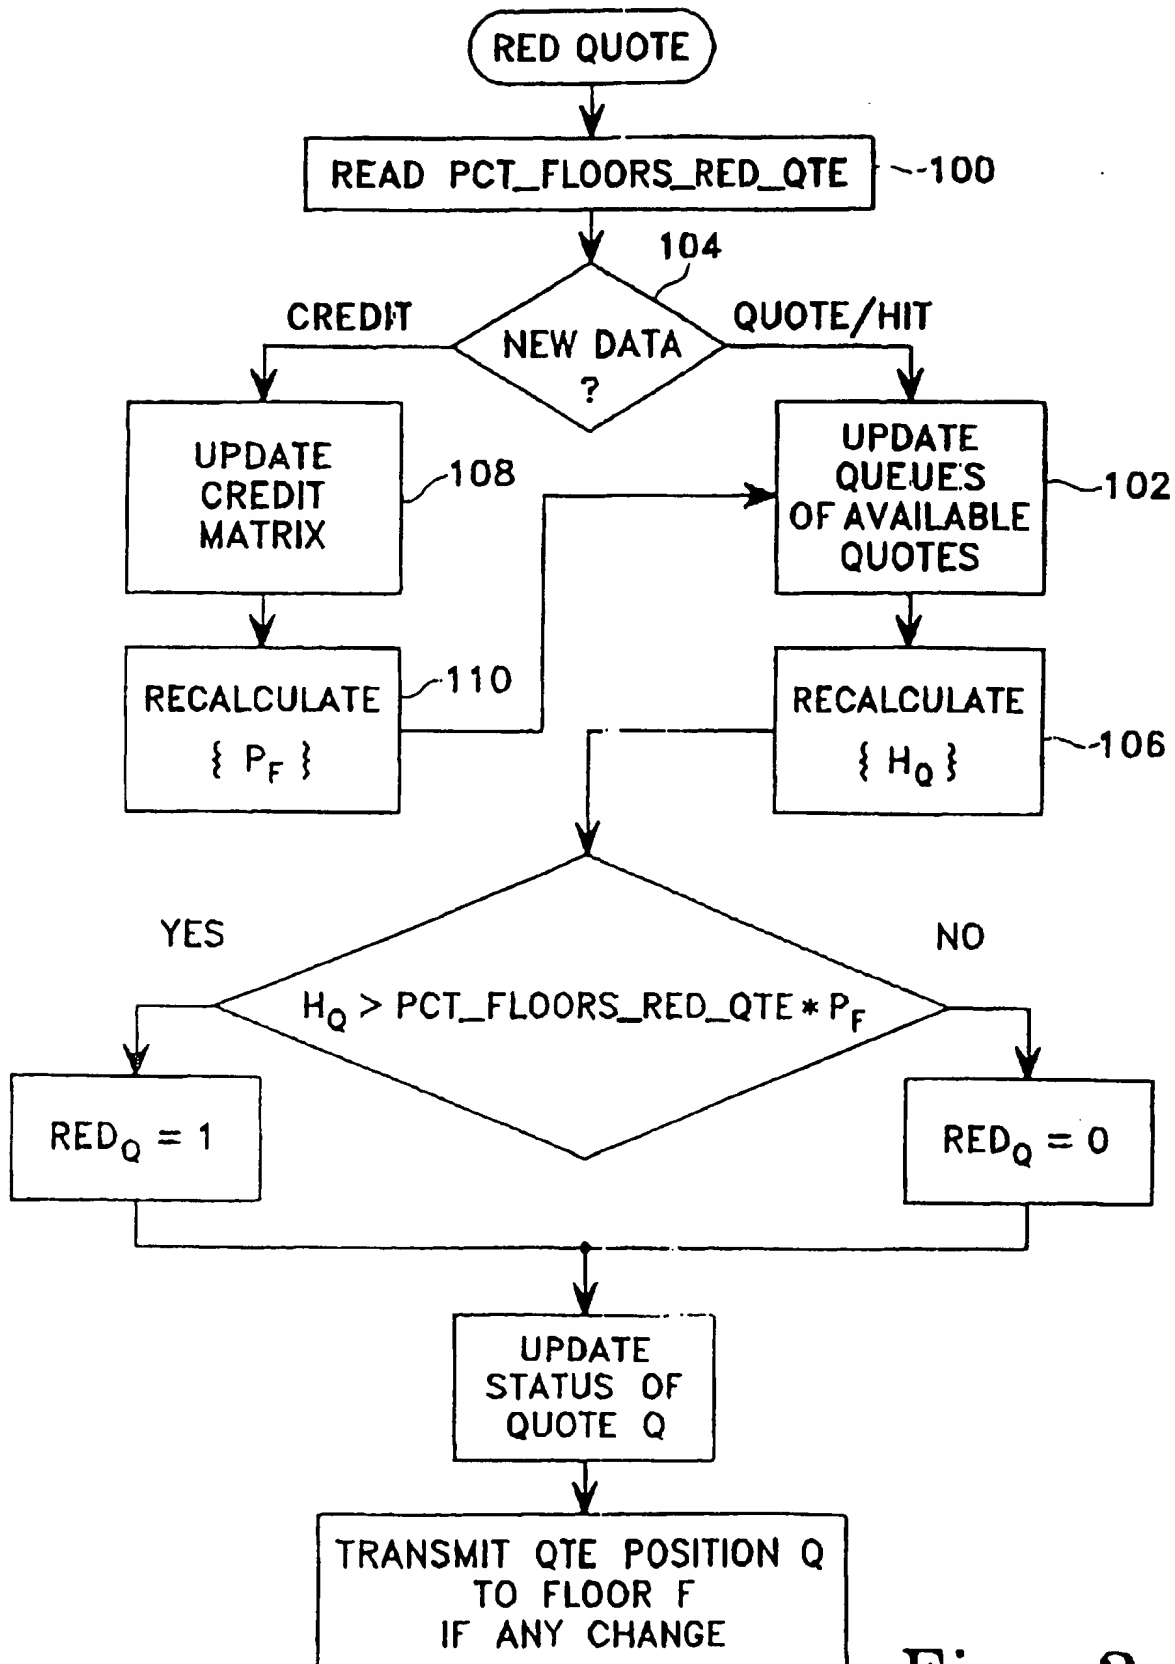 RED QUOTE
READ PCT_FLOORS_RED_QTE
100
104
CREDIT
QUOTE/HIT
NEW DATA
?
UPDATE
CREDIT
MATRIX
108
UPDATE
QUEUES
OF AVAILABLE
QUOTES
102
RECALCULATE
{ P_F }
110
RECALCULATE
{ H_Q }
106
YES
NO
H_Q > PCT_FLOORS_RED_QTE * P_F
RED_Q = 1
RED_Q = 0
UPDATE
STATUS OF
QUOTE Q
TRANSMIT QTE POSITION Q
TO FLOOR F
IF ANY CHANGE